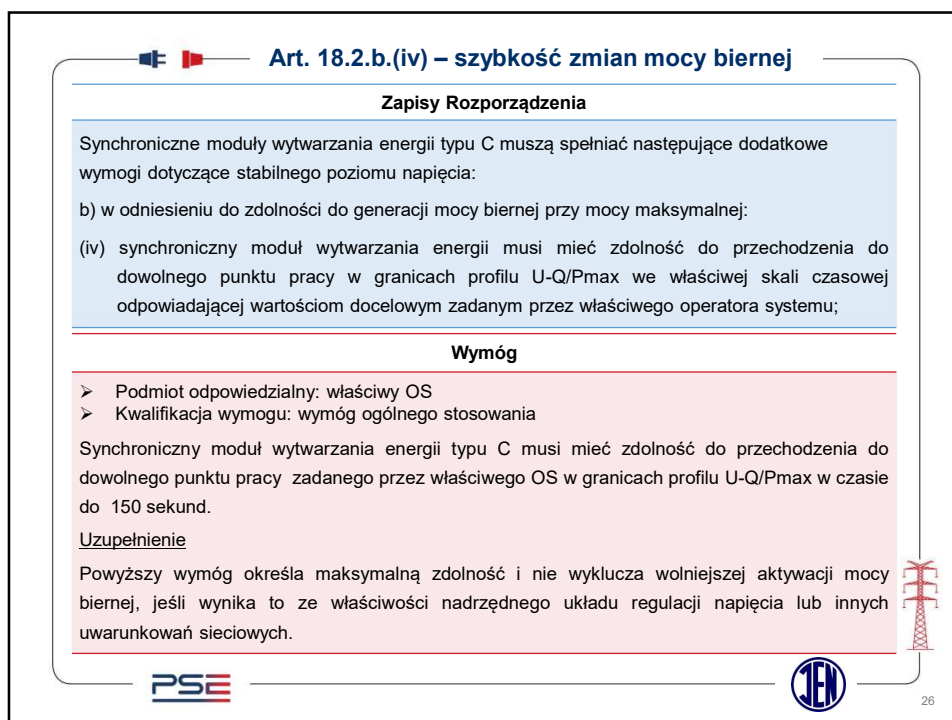 Art. 18.2.b.(iv) – szybkość zmian mocy biernej
Zapisy Rozporządzenia
Synchroniczne moduły wytwarzania energii typu C muszą spełniać następujące dodatkowe
wymogi dotyczące stabilnego poziomu napięcia:
b) w odniesieniu do zdolności do generacji mocy biernej przy mocy maksymalnej:
(iv) synchroniczny moduł wytwarzania energii musi mieć zdolność do przechodzenia do
dowolnego punktu pracy w granicach profilu U-Q/Pmax we właściwej skali czasowej
odpowiadającej wartościom docelowym zadanym przez właściwego operatora systemu;
Wymóg
➢ Podmiot odpowiedzialny: właściwy OS
➢ Kwalifikacja wymogu: wymóg ogólnego stosowania
Synchroniczny moduł wytwarzania energii typu C musi mieć zdolność do przechodzenia do
dowolnego punktu pracy zadanego przez właściwego OS w granicach profilu U-Q/Pmax w czasie
do 150 sekund.
Uzupełnienie
Powyższy wymóg określa maksymalną zdolność i nie wyklucza wolniejszej aktywacji mocy
biernej, jeśli wynika to ze właściwości nadrzędnego układu regulacji napięcia lub innych
uwarunkowań sieciowych.
PSE
IEN
26